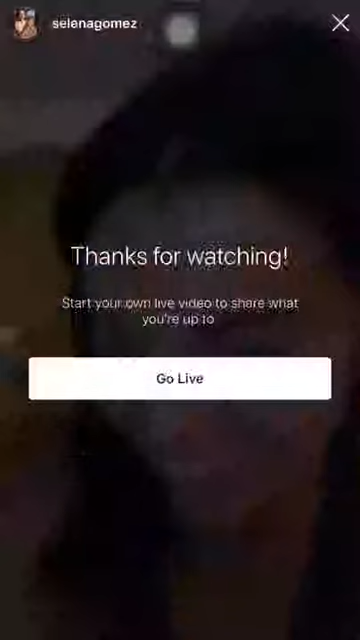 selenagomez
Thanks for watching!
Start your own live video to share what
you're up to
Go Live